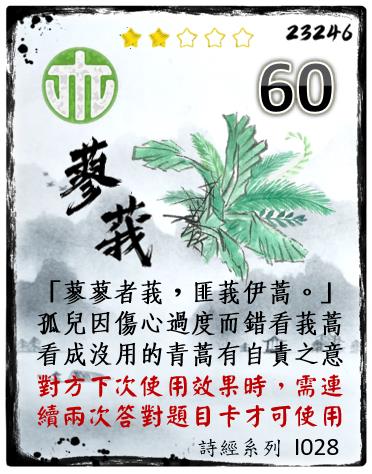 23246
木
60
蓼莪
「蓼蓼者莪，匪莪伊蒿。」
孤兒因傷心過度而錯看莪蒿
看成沒用的青蒿有自責之意
對方下次使用效果時，需連
續兩次答對題目卡才可使用
詩經系列 I028